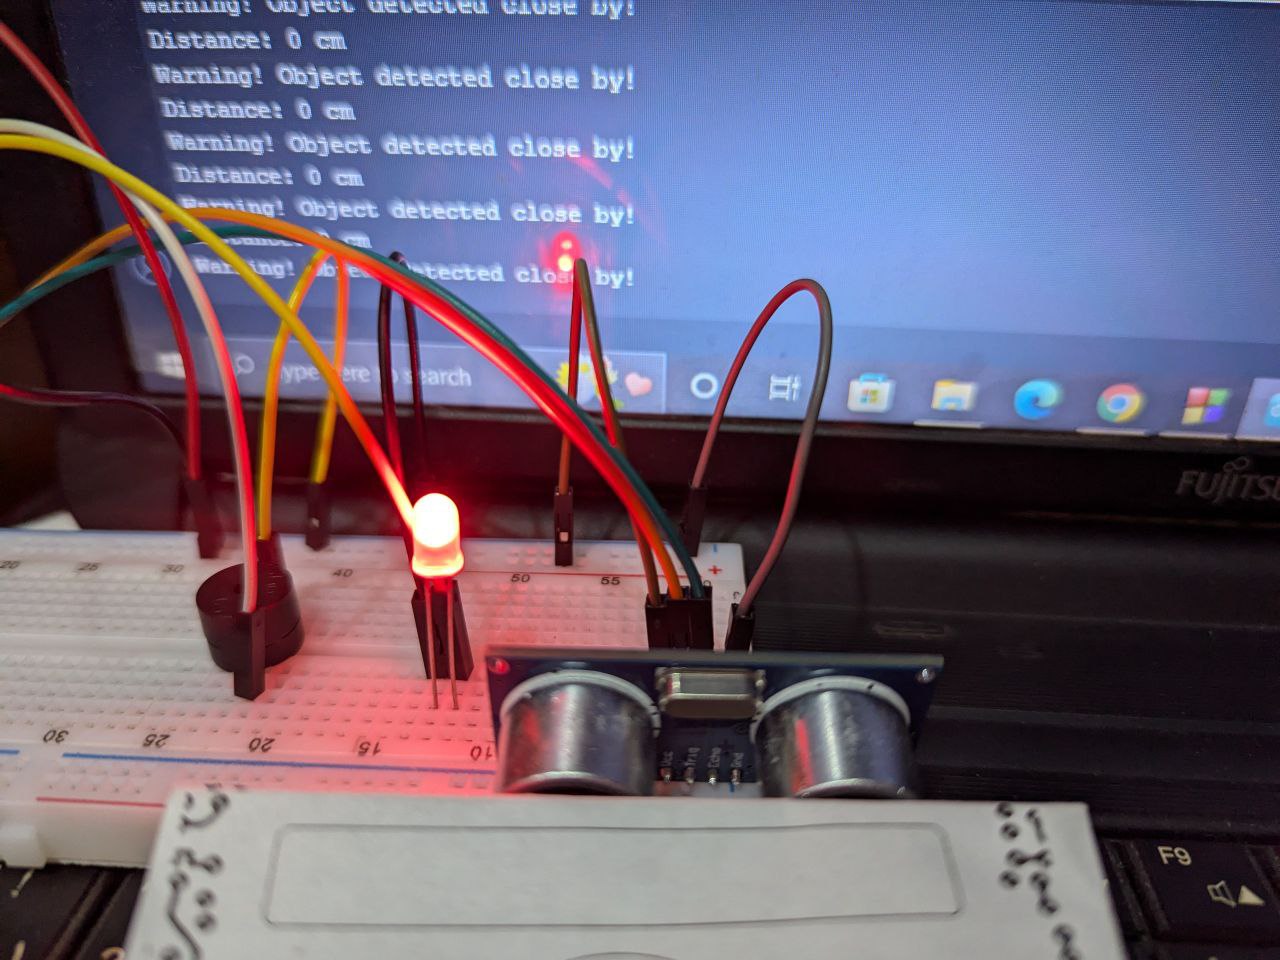 Warning! Object detected close by!
Distance: 0 cm
Warning! Object detected close by!
Distance: 0 cm
Warning! Object detected close by!
Distance: 0 cm
Warning! Object detected close by!
0 cm
Warning! Object detected close by!
Type here to search
FUJITSU
20 25 30 40 50 55
+
30 25 20 15 10
Vcc Trig Echo Gnd
F9